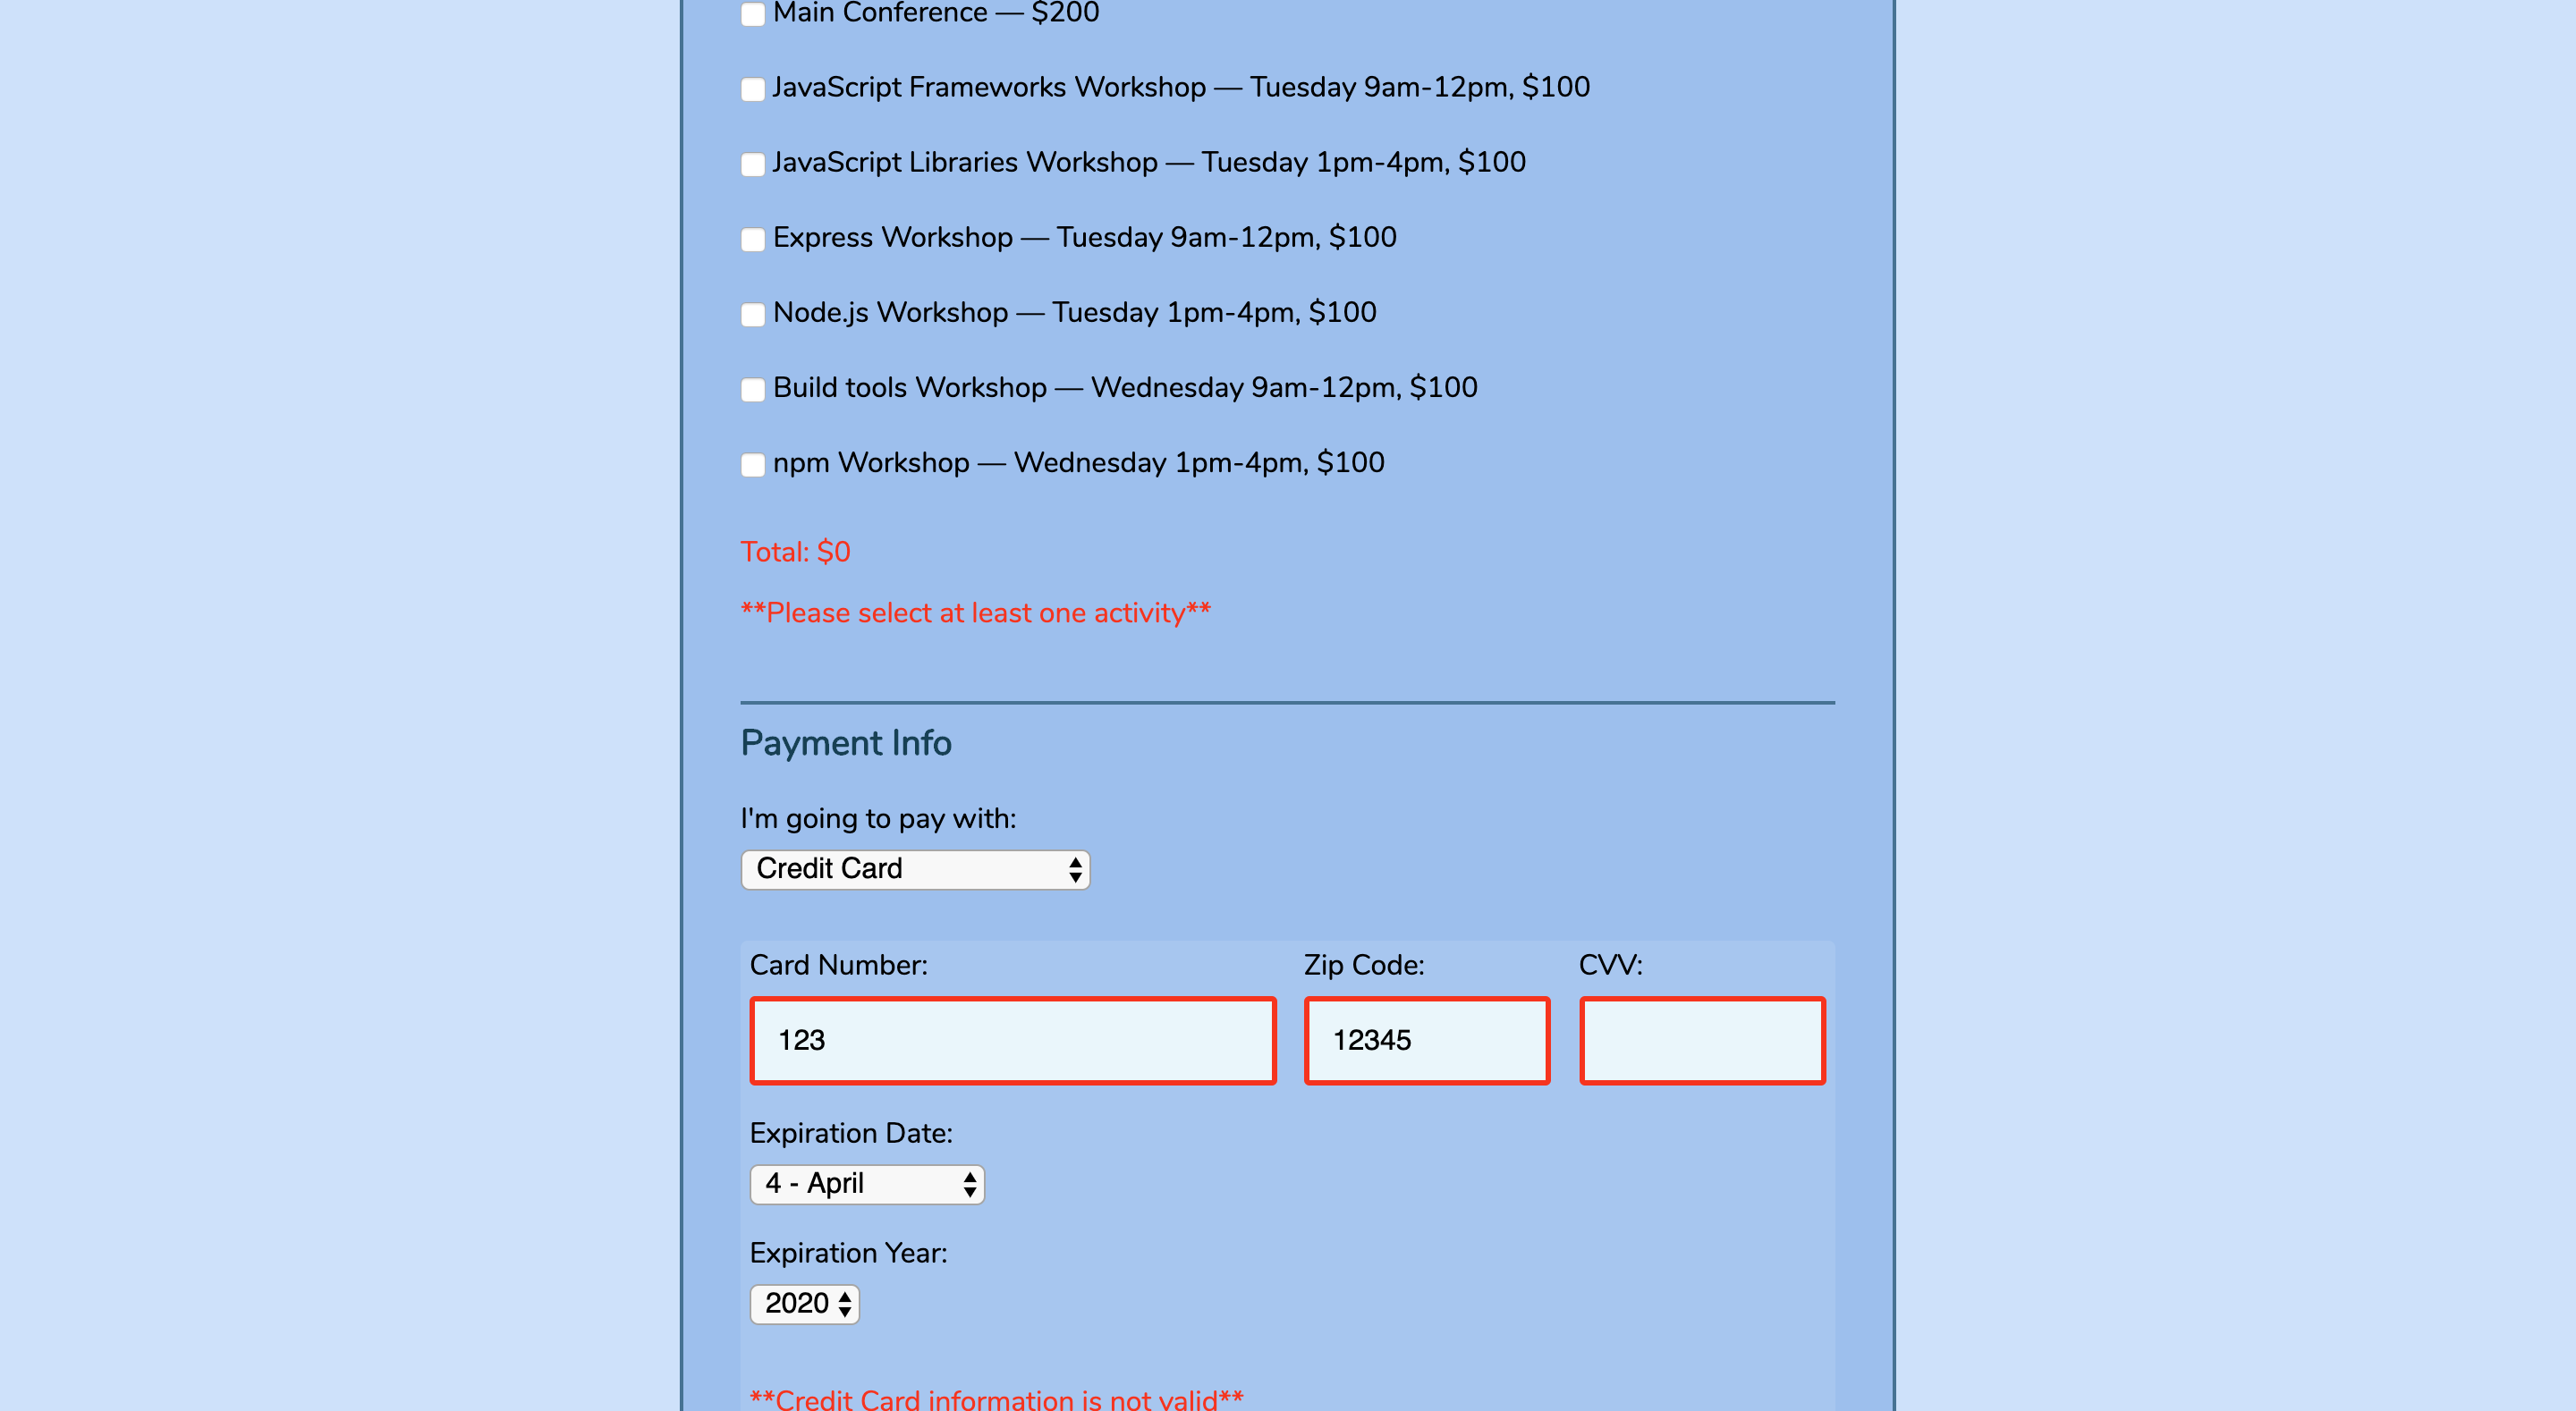 Main Conference — $200
JavaScript Frameworks Workshop — Tuesday 9am-12pm, $100
JavaScript Libraries Workshop — Tuesday 1pm-4pm, $100
Express Workshop — Tuesday 9am-12pm, $100
Node.js Workshop — Tuesday 1pm-4pm, $100
Build tools Workshop — Wednesday 9am-12pm, $100
npm Workshop — Wednesday 1pm-4pm, $100
Total: $0
**Please select at least one activity**
Payment Info
I'm going to pay with:
Credit Card
Card Number: Zip Code: CVV:
123 12345
Expiration Date:
4 - April
Expiration Year:
2020
**Credit Card information is not valid**